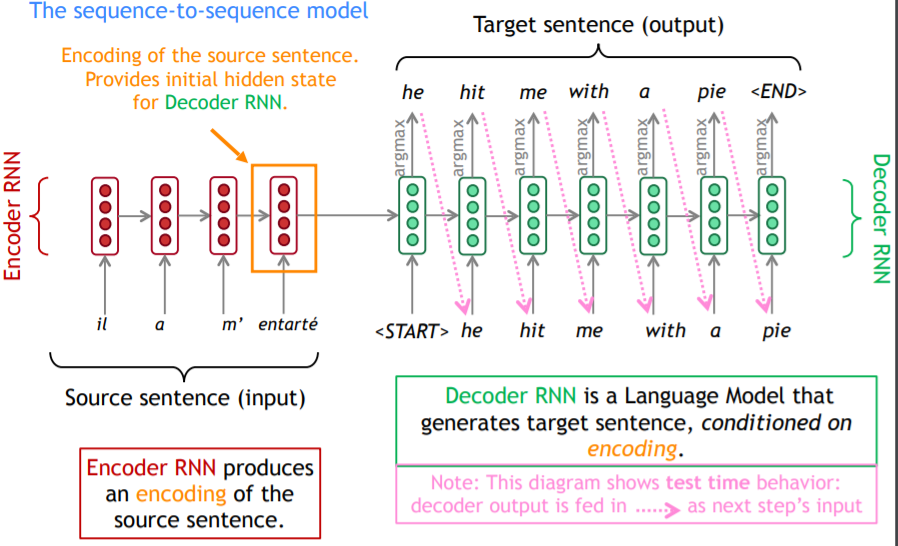 The sequence-to-sequence model
Target sentence (output)
Encoding of the source sentence.
Provides initial hidden state
for Decoder RNN.
he hit me with a pie <END>
argmax argmax argmax argmax argmax argmax argmax
Encoder RNN
Decoder RNN
il a m’ entarté
<START> he hit me with a pie
Source sentence (input)
Decoder RNN is a Language Model that
generates target sentence, conditioned on
encoding.
Encoder RNN produces
an encoding of the
source sentence.
Note: This diagram shows test time behavior:
decoder output is fed in as next step’s input